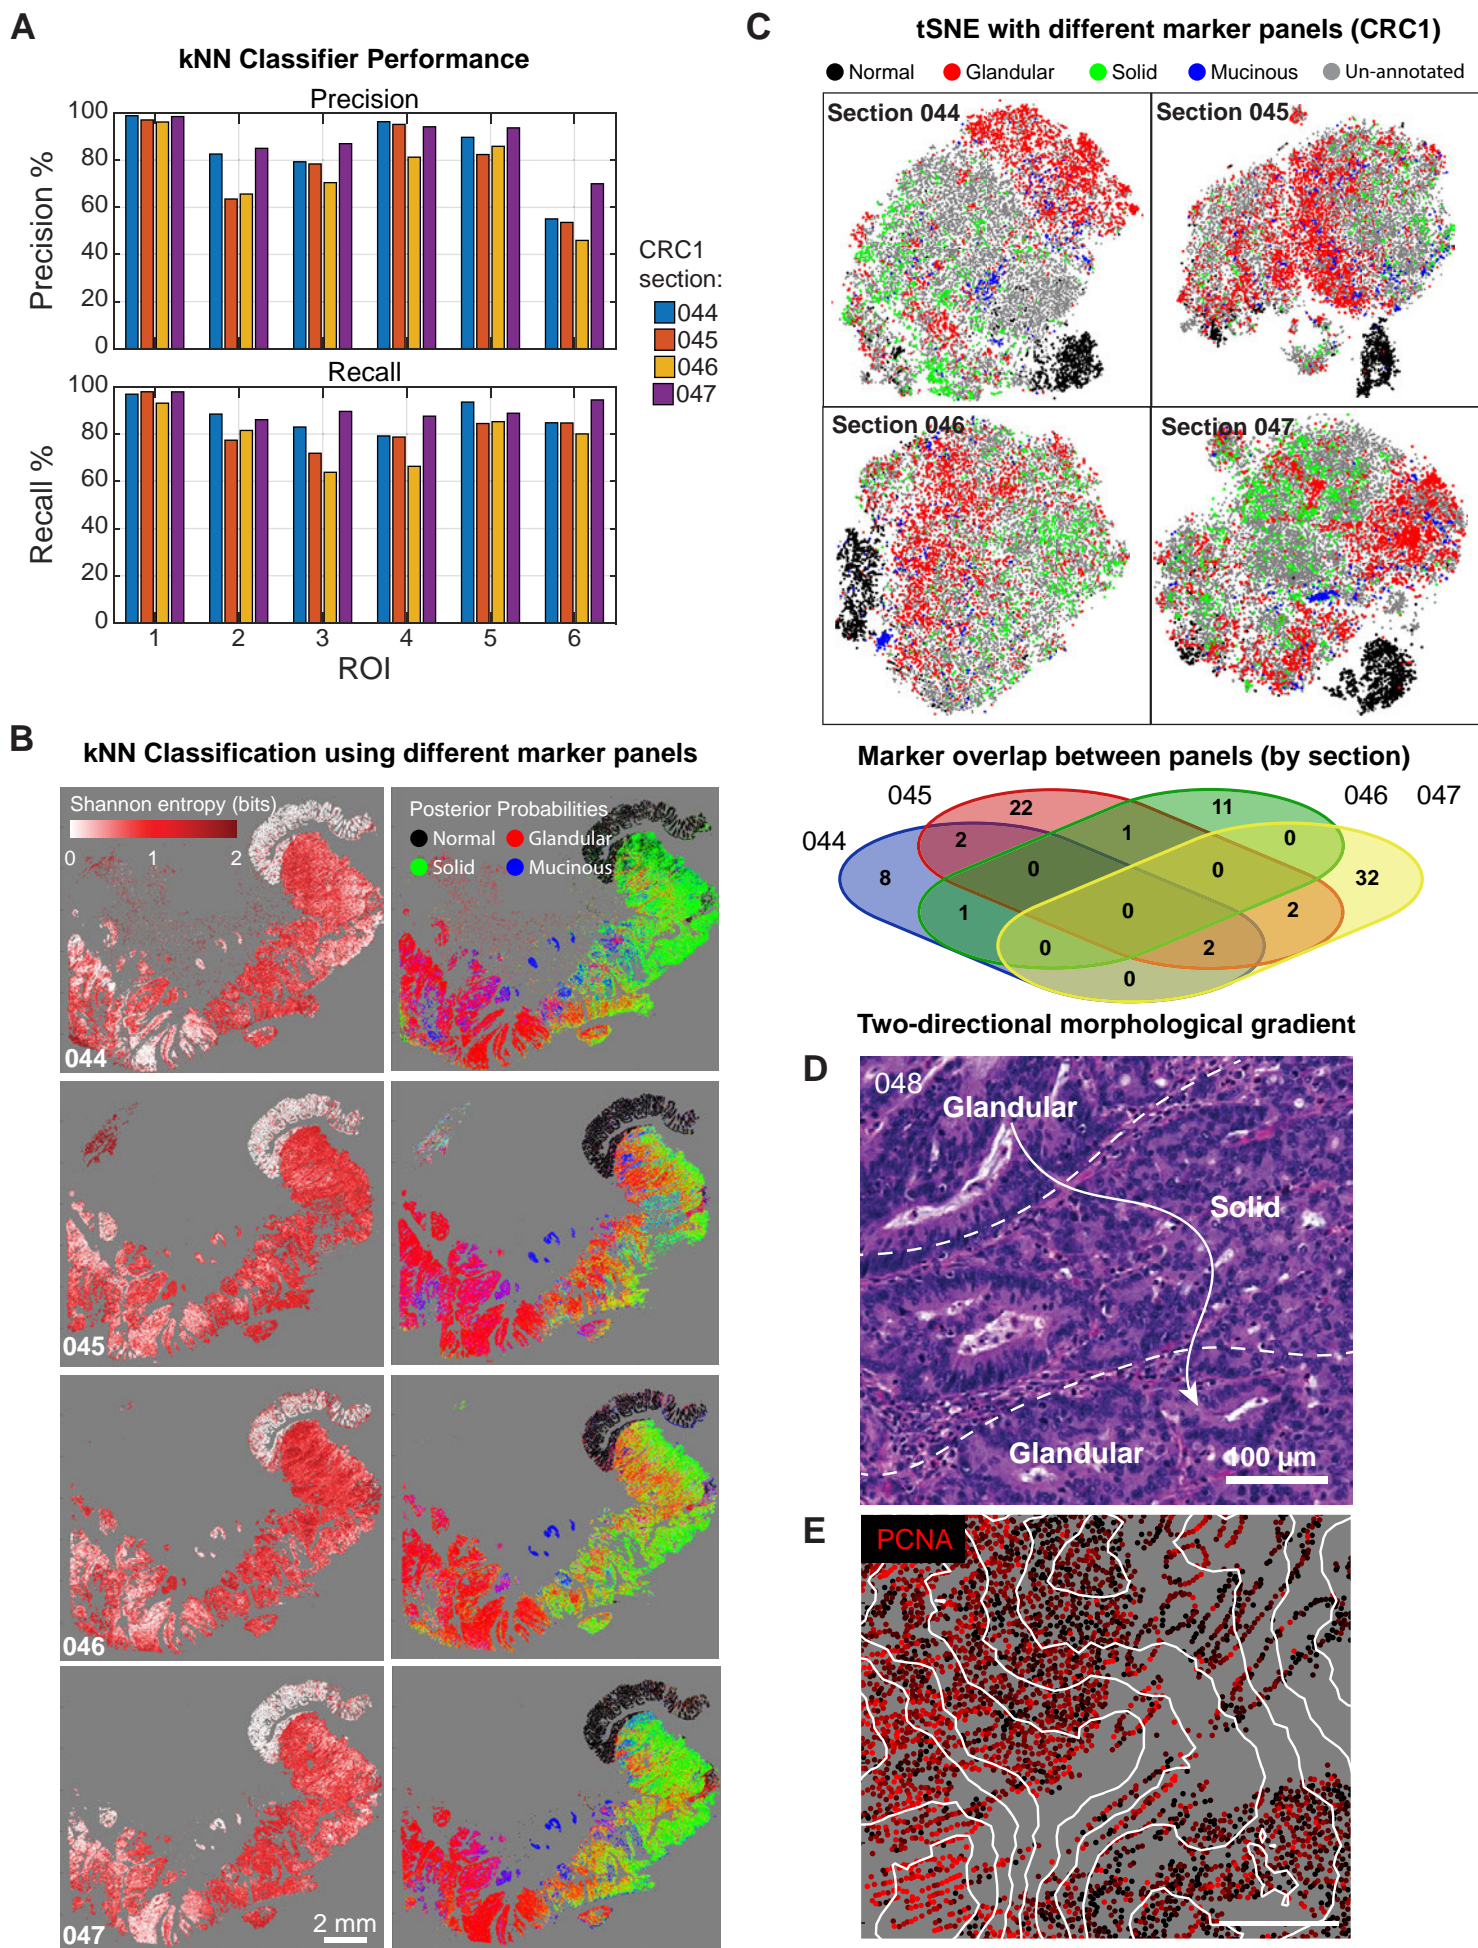 A
kNN Classifier Performance
Precision
100
80
60
40
20
0
Precision %
Recall
100
80
60
40
20
0
Recall %
1 2 3 4 5 6
ROI
CRC1
section:
044
045
046
047
B
kNN Classification using different marker panels
Shannon entropy (bits)
0 1 2
Posterior Probabilities
Normal Glandular
Solid Mucinous
044
045
046
047
2 mm
C
tSNE with different marker panels (CRC1)
Normal Glandular Solid Mucinous Un-annotated
Section 044
Section 045
Section 046
Section 047
Marker overlap between panels (by section)
045 046 047
044
22 11
2 1 0
8 0 0 32
1 0 2
0 2
0
Two-directional morphological gradient
D
048
Glandular
Solid
Glandular
100 µm
E
PCNA